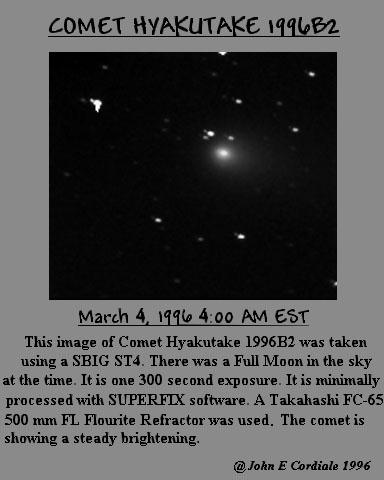 COMET HYAKUTAKE 1996B2
March 4, 1996 4:00 AM EST
This image of Comet Hyakutake 1996B2 was taken
using a SBIG ST4. There was a Full Moon in the sky
at the time. It is one 300 second exposure. It is minimally
processed with SUPERFIX software. A Takahashi FC-65
500 mm FL Flourite Refractor was used. The comet is
showing a steady brightening.
@ John E Cordiale 1996